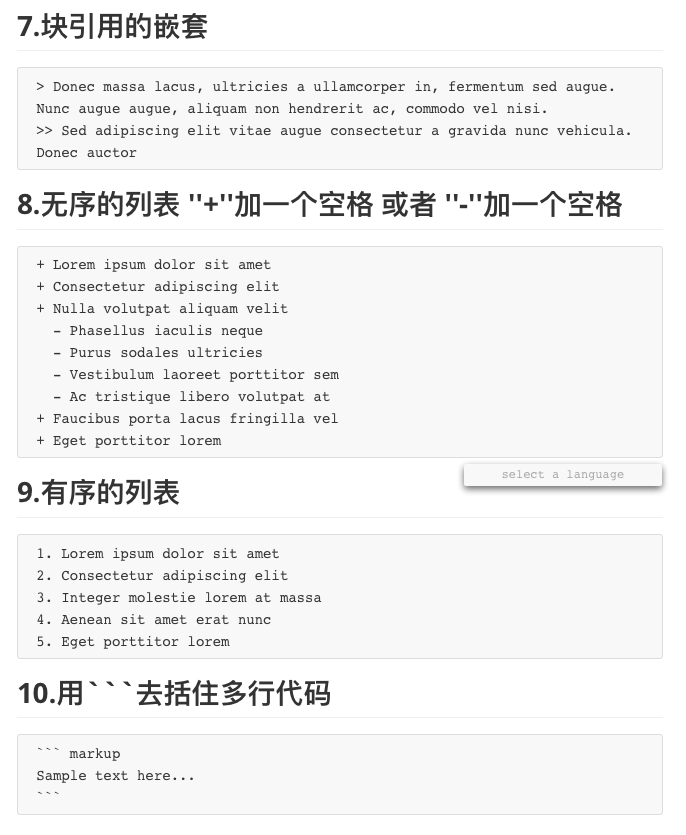 7.块引用的嵌套
> Donec massa lacus, ultricies a ullamcorper in, fermentum sed augue.
Nunc augue augue, aliquam non hendrerit ac, commodo vel nisi.
>> Sed adipiscing elit vitae augue consectetur a gravida nunc vehicula.
Donec auctor
8.无序的列表 "+"加一个空格 或者 "-"加一个空格
+ Lorem ipsum dolor sit amet
+ Consectetur adipiscing elit
+ Nulla volutpat aliquam velit
  - Phasellus iaculis neque
  - Purus sodales ultricies
  - Vestibulum laoreet porttitor sem
  - Ac tristique libero volutpat at
+ Faucibus porta lacus fringilla vel
+ Eget porttitor lorem
select a language
9.有序的列表
1. Lorem ipsum dolor sit amet
2. Consectetur adipiscing elit
3. Integer molestie lorem at massa
4. Aenean sit amet erat nunc
5. Eget porttitor lorem
10.用```去括住多行代码
``` markup
Sample text here...
```